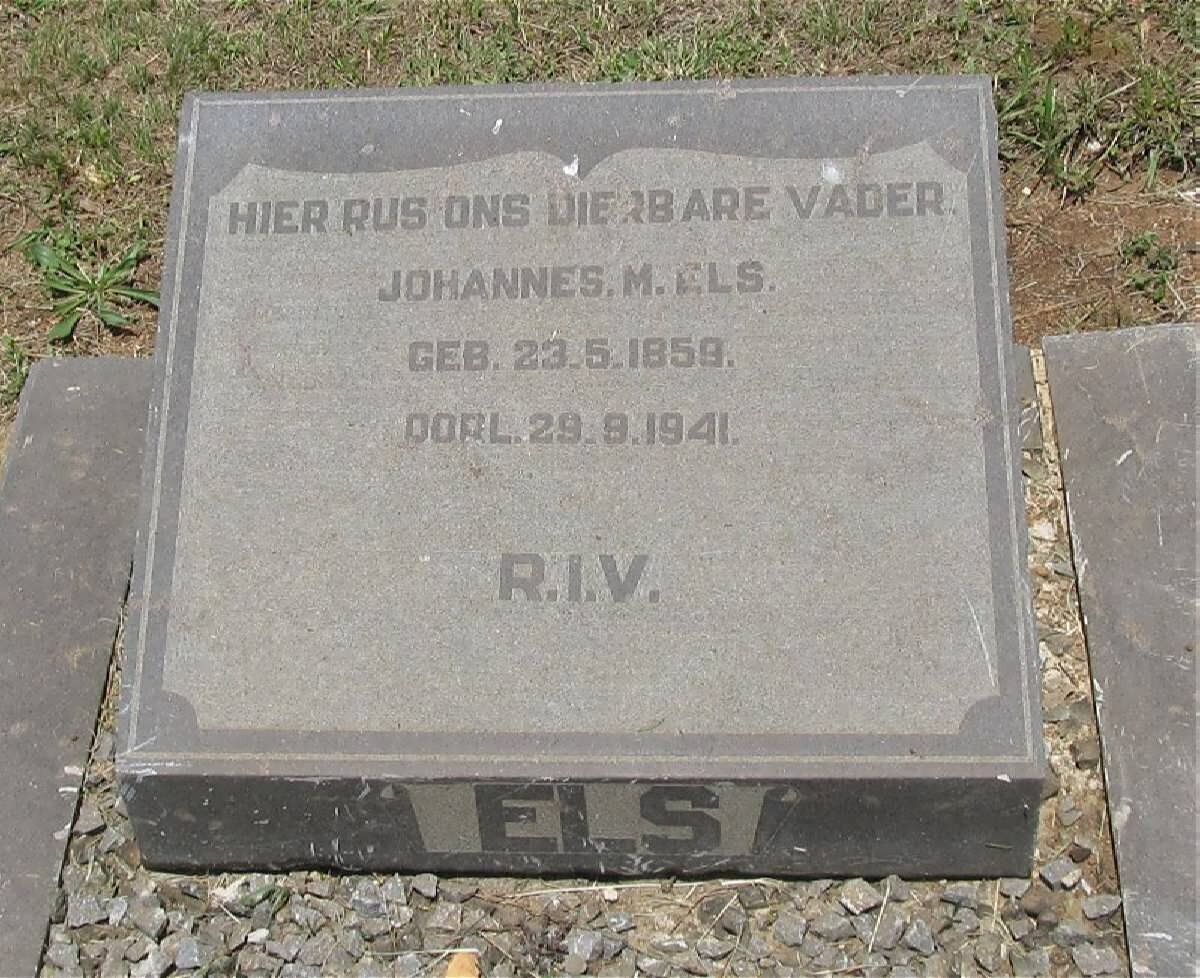 HIER RUS ONS DIERBARE VADER.
JOHANNES. M. ELS.
GEB. 23.5.1859.
OORL. 29.9.1941.
R.I.V.
ELS